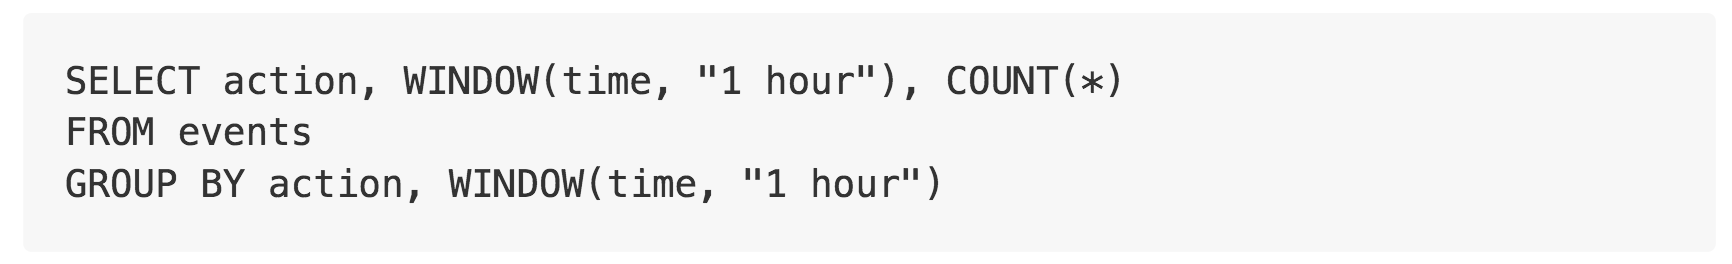 SELECT action, WINDOW(time, "1 hour"), COUNT(*)
FROM events
GROUP BY action, WINDOW(time, "1 hour")